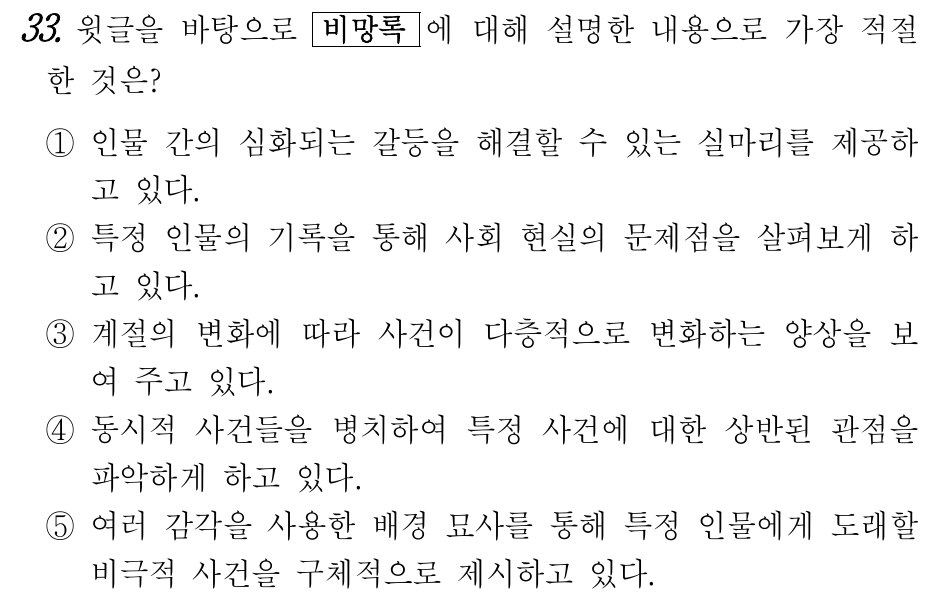 33. 윗글을 바탕으로 비망록 에 대해 설명한 내용으로 가장 적절
한 것은?
① 인물 간의 심화되는 갈등을 해결할 수 있는 실마리를 제공하
고 있다.
② 특정 인물의 기록을 통해 사회 현실의 문제점을 살펴보게 하
고 있다.
③ 계절의 변화에 따라 사건이 다층적으로 변화하는 양상을 보
여 주고 있다.
④ 동시적 사건들을 병치하여 특정 사건에 대한 상반된 관점을
파악하게 하고 있다.
⑤ 여러 감각을 사용한 배경 묘사를 통해 특정 인물에게 도래할
비극적 사건을 구체적으로 제시하고 있다.